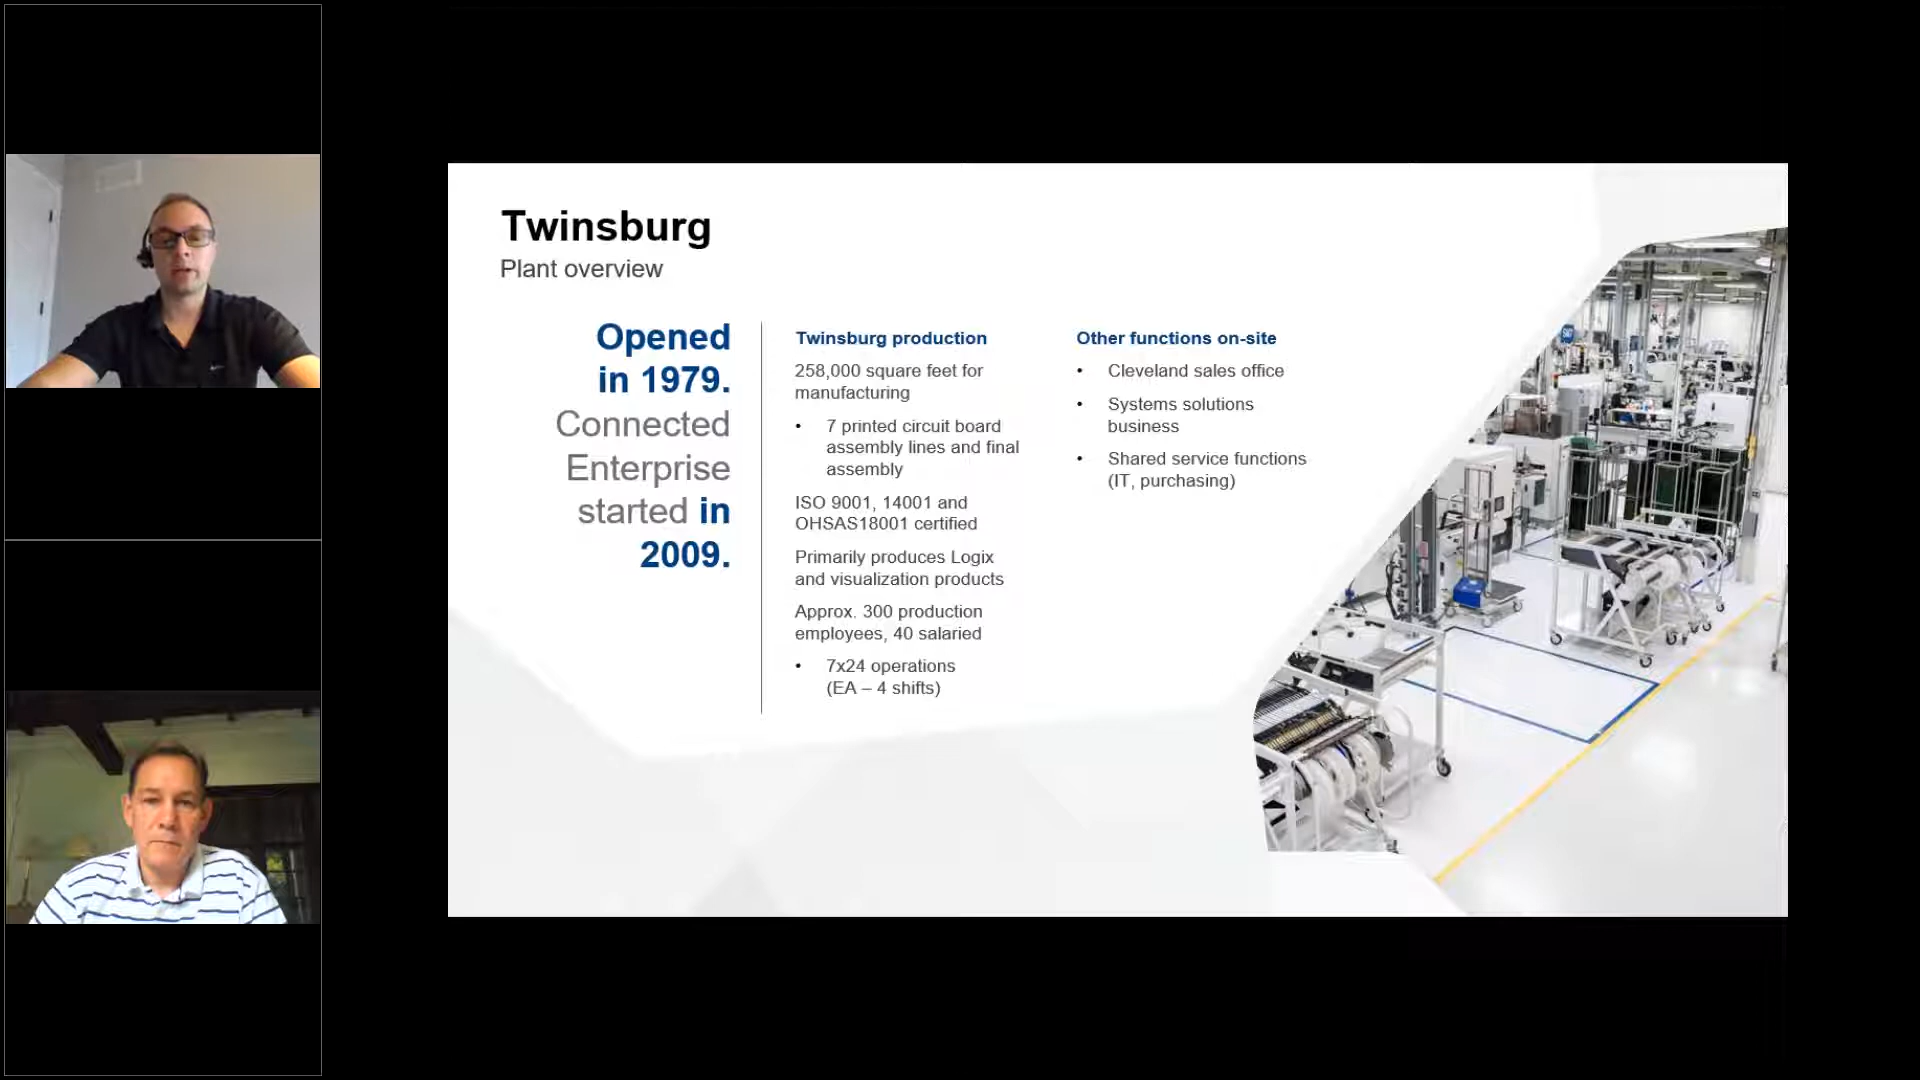 Twinsburg
Plant overview
Opened
in 1979.
Connected
Enterprise
started in
2009.
Twinsburg production
258,000 square feet for
manufacturing
• 7 printed circuit board
assembly lines and final
assembly
ISO 9001, 14001 and
OHSAS18001 certified
Primarily produces Logix
and visualization products
Approx. 300 production
employees, 40 salaried
• 7x24 operations
(EA – 4 shifts)
Other functions on-site
• Cleveland sales office
• Systems solutions
business
• Shared service functions
(IT, purchasing)